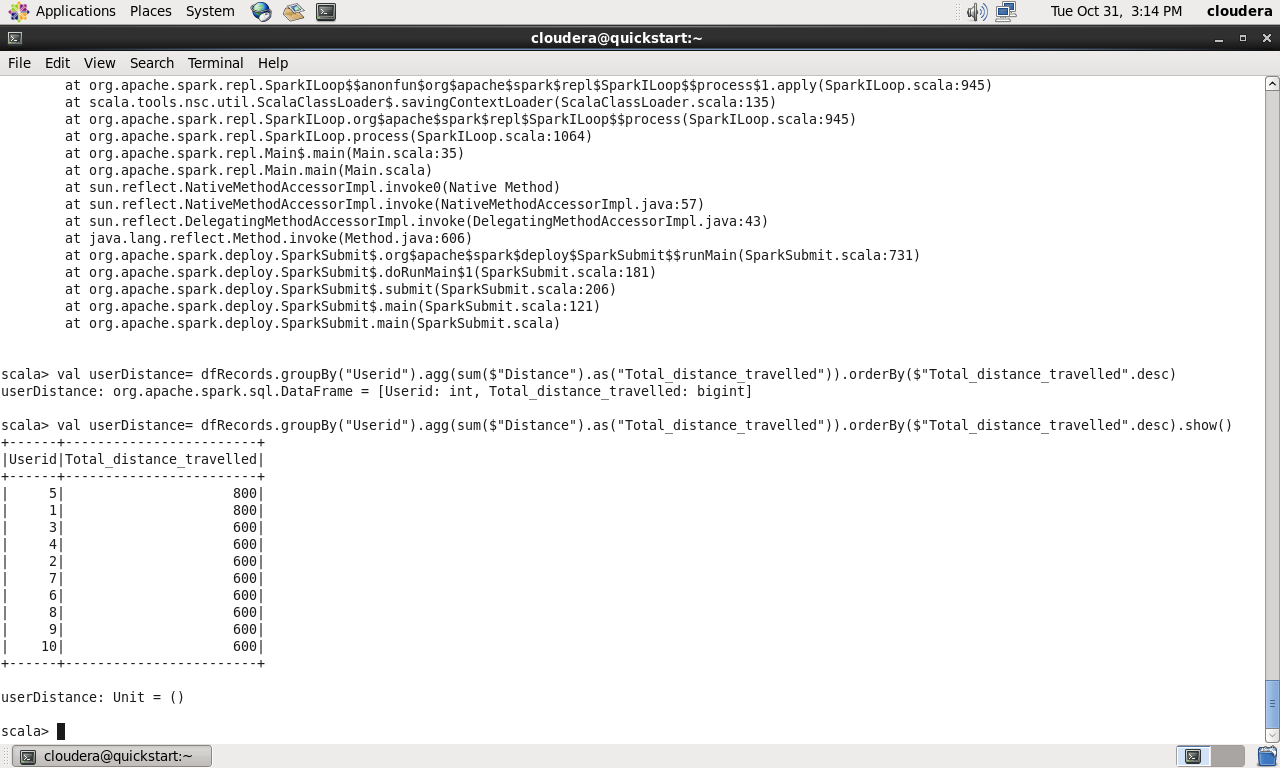 Applications Places System Tue Oct 31, 3:14 PM cloudera
cloudera@quickstart:~
File Edit View Search Terminal Help
at org.apache.spark.repl.SparkILoop$$anonfun$org$apache$spark$repl$SparkILoop$$process$1.apply(SparkILoop.scala:945)
at scala.tools.nsc.util.ScalaClassLoader$.savingContextLoader(ScalaClassLoader.scala:135)
at org.apache.spark.repl.SparkILoop.org$apache$spark$repl$SparkILoop$$process(SparkILoop.scala:945)
at org.apache.spark.repl.SparkILoop.process(SparkILoop.scala:1064)
at org.apache.spark.repl.Main$.main(Main.scala:35)
at org.apache.spark.repl.Main.main(Main.scala)
at sun.reflect.NativeMethodAccessorImpl.invoke0(Native Method)
at sun.reflect.NativeMethodAccessorImpl.invoke(NativeMethodAccessorImpl.java:57)
at sun.reflect.DelegatingMethodAccessorImpl.invoke(DelegatingMethodAccessorImpl.java:43)
at java.lang.reflect.Method.invoke(Method.java:606)
at org.apache.spark.deploy.SparkSubmit$.org$apache$spark$deploy$SparkSubmit$$runMain(SparkSubmit.scala:731)
at org.apache.spark.deploy.SparkSubmit$.doRunMain$1(SparkSubmit.scala:181)
at org.apache.spark.deploy.SparkSubmit$.submit(SparkSubmit.scala:206)
at org.apache.spark.deploy.SparkSubmit$.main(SparkSubmit.scala:121)
at org.apache.spark.deploy.SparkSubmit.main(SparkSubmit.scala)
scala> val userDistance= dfRecords.groupBy("Userid").agg(sum($"Distance").as("Total_distance_travelled")).orderBy($"Total_distance_travelled".desc)
userDistance: org.apache.spark.sql.DataFrame = [Userid: int, Total_distance_travelled: bigint]
scala> val userDistance= dfRecords.groupBy("Userid").agg(sum($"Distance").as("Total_distance_travelled")).orderBy($"Total_distance_travelled".desc).show()
+------+------------------------+
|Userid|Total_distance_travelled|
+------+------------------------+
|     5|                     800|
|     1|                     800|
|     3|                     600|
|     4|                     600|
|     2|                     600|
|     7|                     600|
|     6|                     600|
|     8|                     600|
|     9|                     600|
|    10|                     600|
+------+------------------------+
userDistance: Unit = ()
scala>
cloudera@quickstart:~